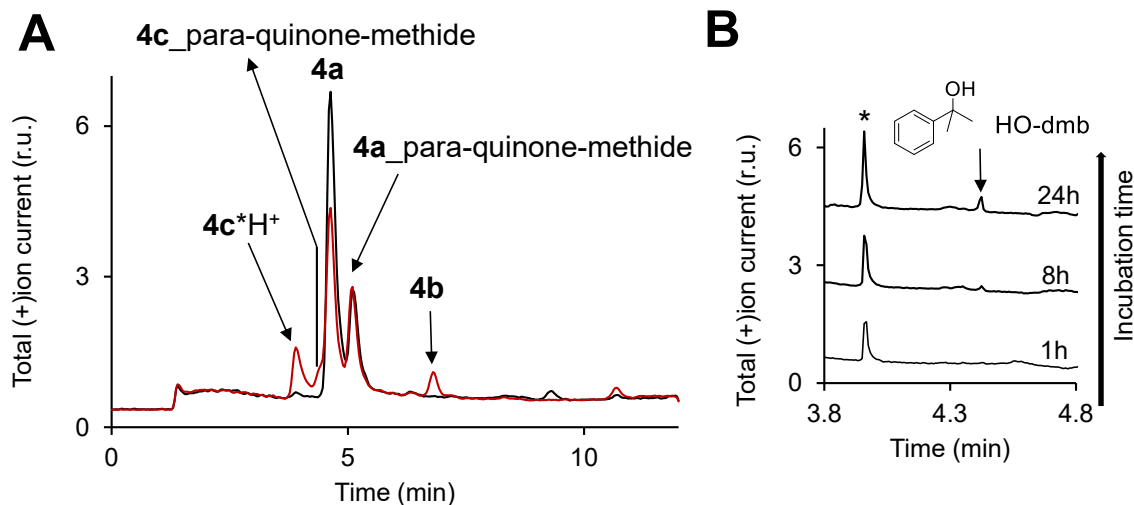 A
4c_para-quinone-methide
4a
4a_para-quinone-methide
4c*H⁺
4b
Total (+)ion current (r.u.)
6
3
0
0
5
10
Time (min)
B
OH
* HO-dmb
24h
8h
1h
Total (+)ion current (r.u.)
6
3
0
3.8
4.3
4.8
Time (min)
Incubation time